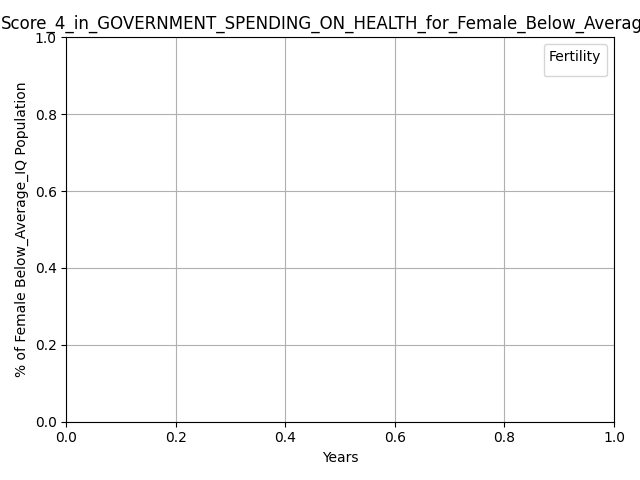 Score_4_in_GOVERNMENT_SPENDING_ON_HEALTH_for_Female_Below_Averag
Fertility
% of Female Below_Average_IQ Population
1.0
0.8
0.6
0.4
0.2
0.0
0.0 0.2 0.4 0.6 0.8 1.0
Years